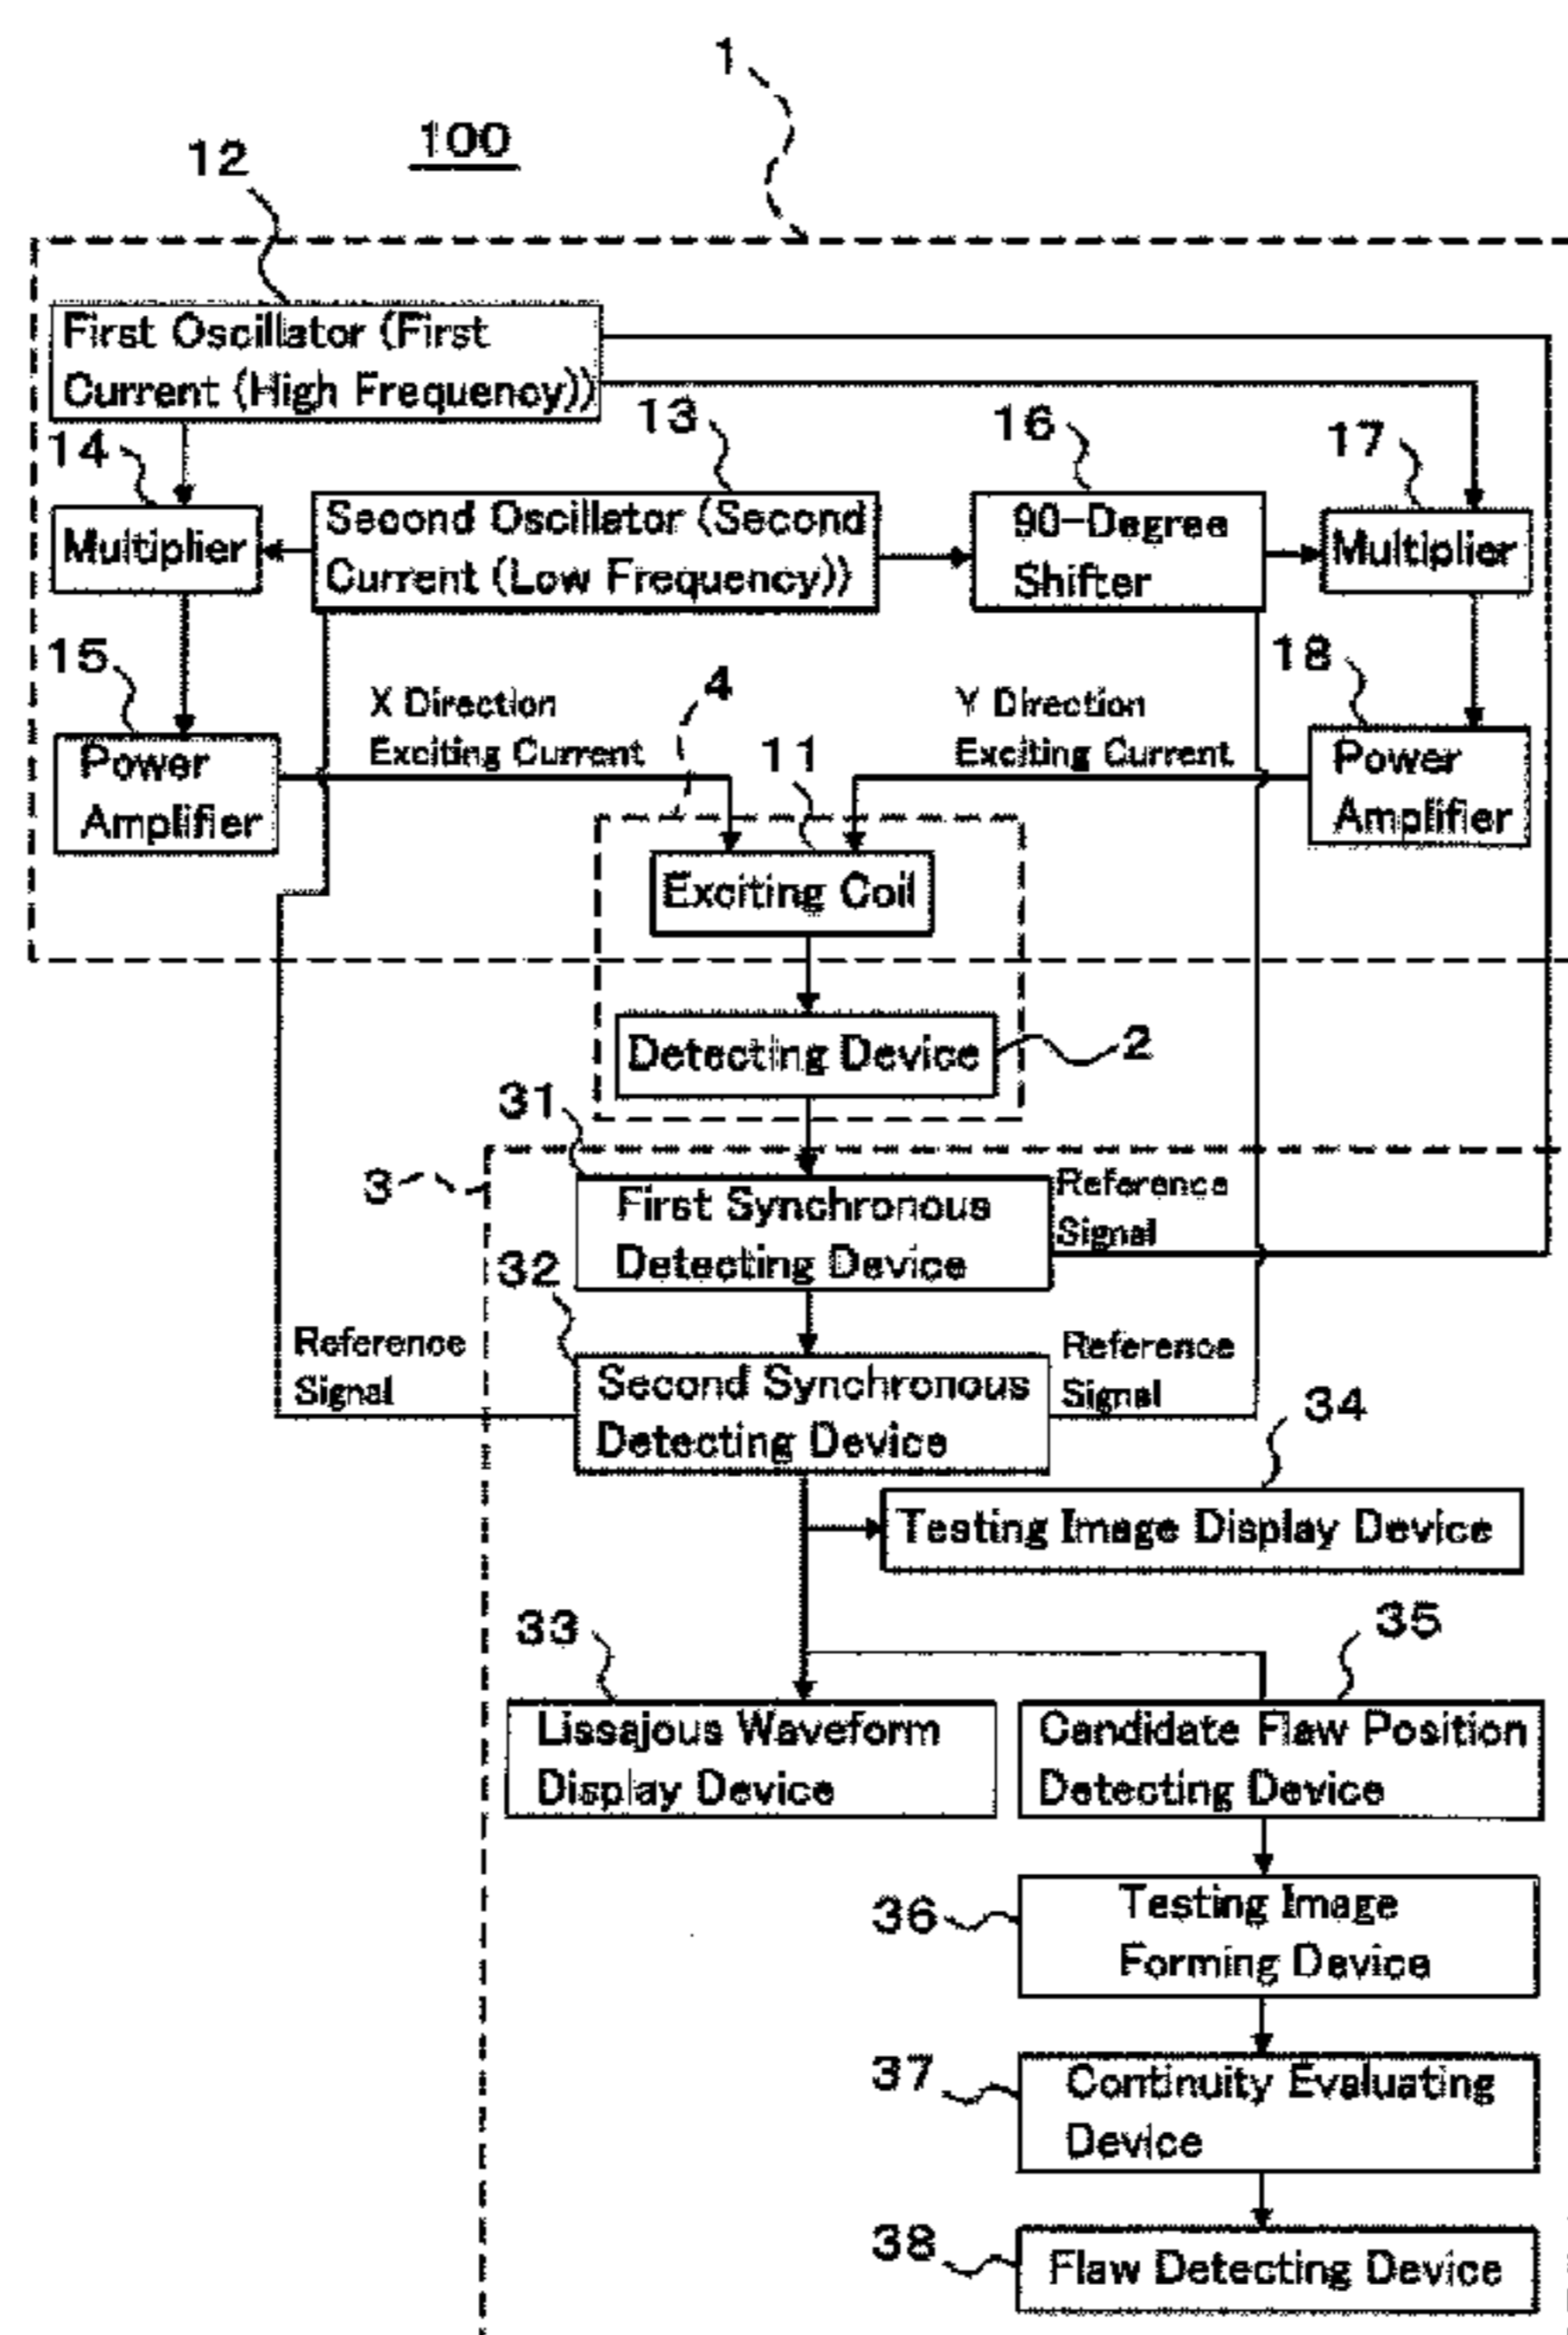 1
100
12
First Oscillator (First
Current (High Frequency))
14
13
16
17
Multiplier
Second Oscillator (Second
Current (Low Frequency))
90-Degree
Shifter
Multiplier
15
X Direction
Exciting Current
4
11
Y Direction
Exciting Current
18
Power
Amplifier
Power
Amplifier
Exciting Coil
Detecting Device
2
31
3
First Synchronous
Detecting Device
Reference
Signal
32
Reference
Signal
Second Synchronous
Detecting Device
Reference
Signal
34
Testing Image Display Device
33
35
Lissajous Waveform
Display Device
Candidate Flaw Position
Detecting Device
36
Testing Image
Forming Device
37
Continuity Evaluating
Device
38
Flaw Detecting Device